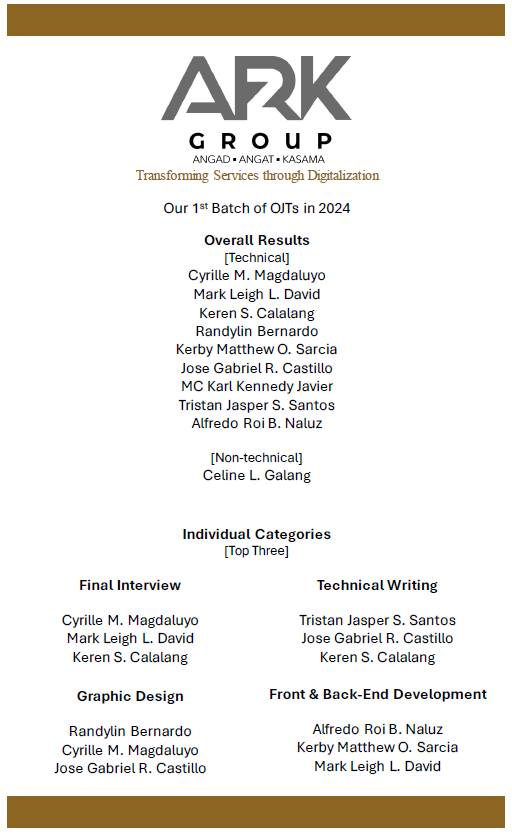 ARK
GROUP
ANGAD ▪ ANGAT ▪ KASAMA
Transforming Services through Digitalization
Our 1st Batch of OJTs in 2024
Overall Results
[Technical]
Cyrille M. Magdaluyo
Mark Leigh L. David
Keren S. Calalang
Randylin Bernardo
Kerby Matthew O. Sarcia
Jose Gabriel R. Castillo
MC Karl Kennedy Javier
Tristan Jasper S. Santos
Alfredo Roi B. Naluz
[Non-technical]
Celine L. Galang
Individual Categories
[Top Three]
Final Interview
Cyrille M. Magdaluyo
Mark Leigh L. David
Keren S. Calalang
Technical Writing
Tristan Jasper S. Santos
Jose Gabriel R. Castillo
Keren S. Calalang
Graphic Design
Randylin Bernardo
Cyrille M. Magdaluyo
Jose Gabriel R. Castillo
Front & Back-End Development
Alfredo Roi B. Naluz
Kerby Matthew O. Sarcia
Mark Leigh L. David